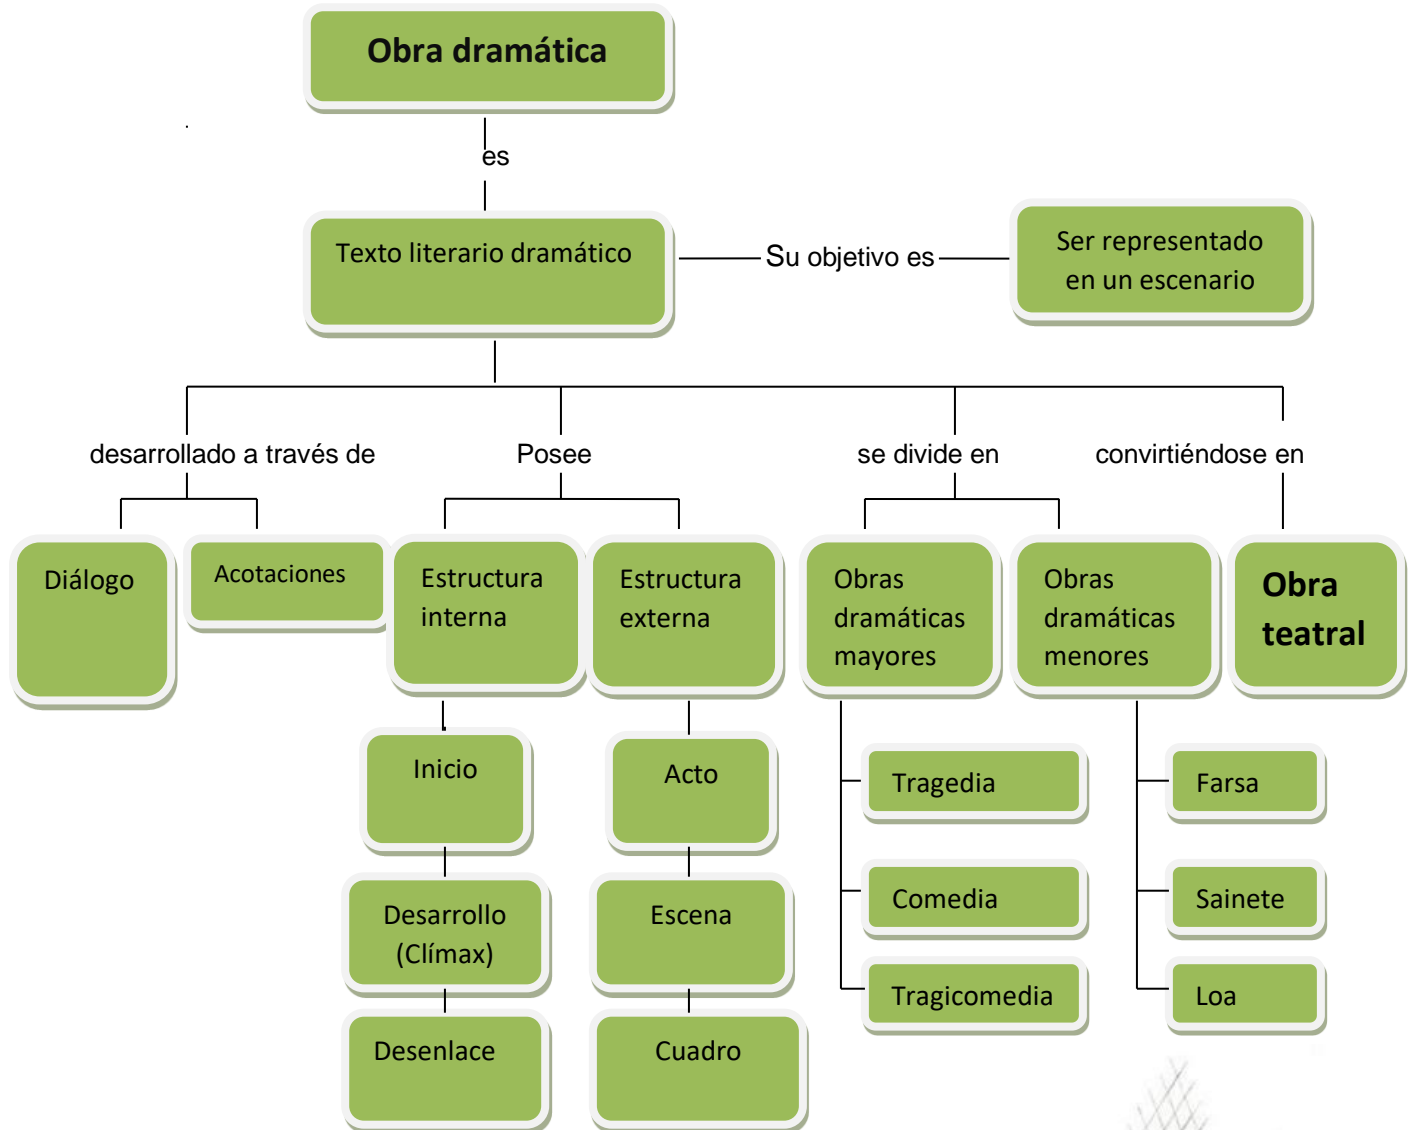 Obra dramática
es
Texto literario dramático
Su objetivo es
Ser representado
en un escenario
desarrollado a través de
Posee
se divide en
convirtiéndose en
Diálogo
Acotaciones
Estructura
interna
Estructura
externa
Obras
dramáticas
mayores
Obras
dramáticas
menores
Obra
teatral
Inicio
Acto
Tragedia
Farsa
Desarrollo
(Clímax)
Escena
Comedia
Sainete
Tragicomedia
Loa
Desenlace
Cuadro